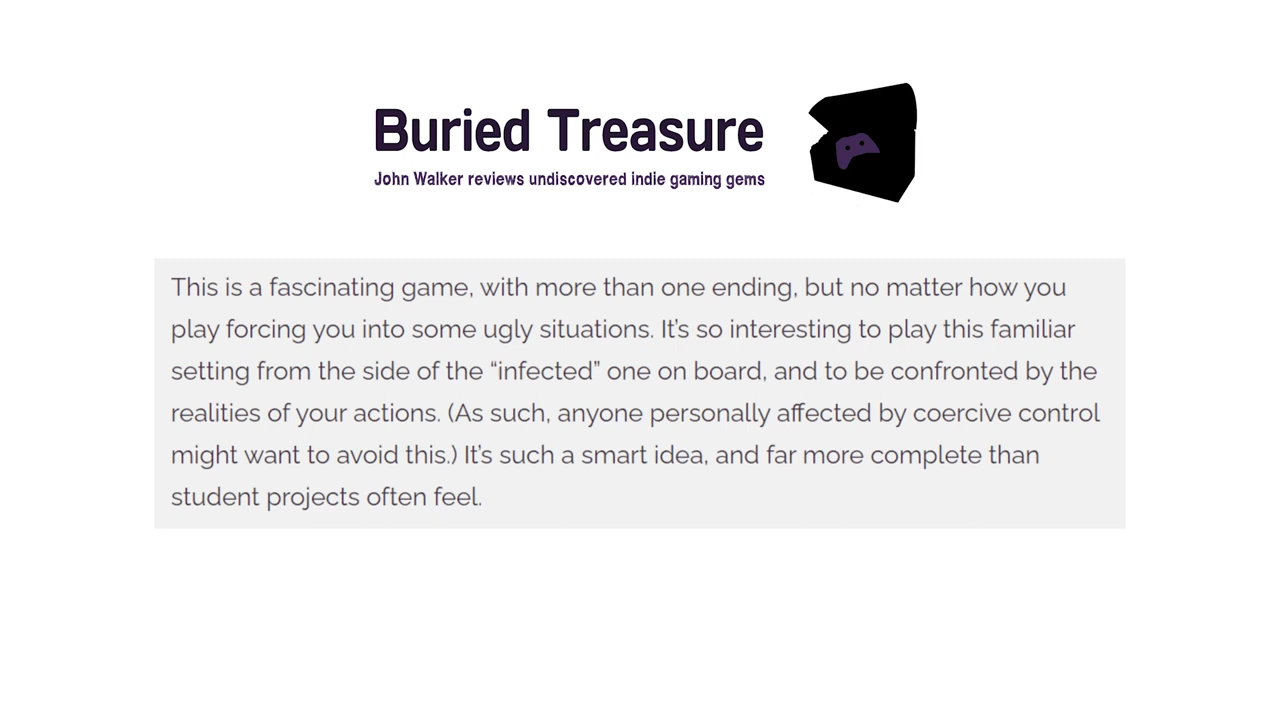 Buried Treasure
John Walker reviews undiscovered indie gaming gems
This is a fascinating game, with more than one ending, but no matter how you
play forcing you into some ugly situations. It’s so interesting to play this familiar
setting from the side of the “infected” one on board, and to be confronted by the
realities of your actions. (As such, anyone personally affected by coercive control
might want to avoid this.) It’s such a smart idea, and far more complete than
student projects often feel.